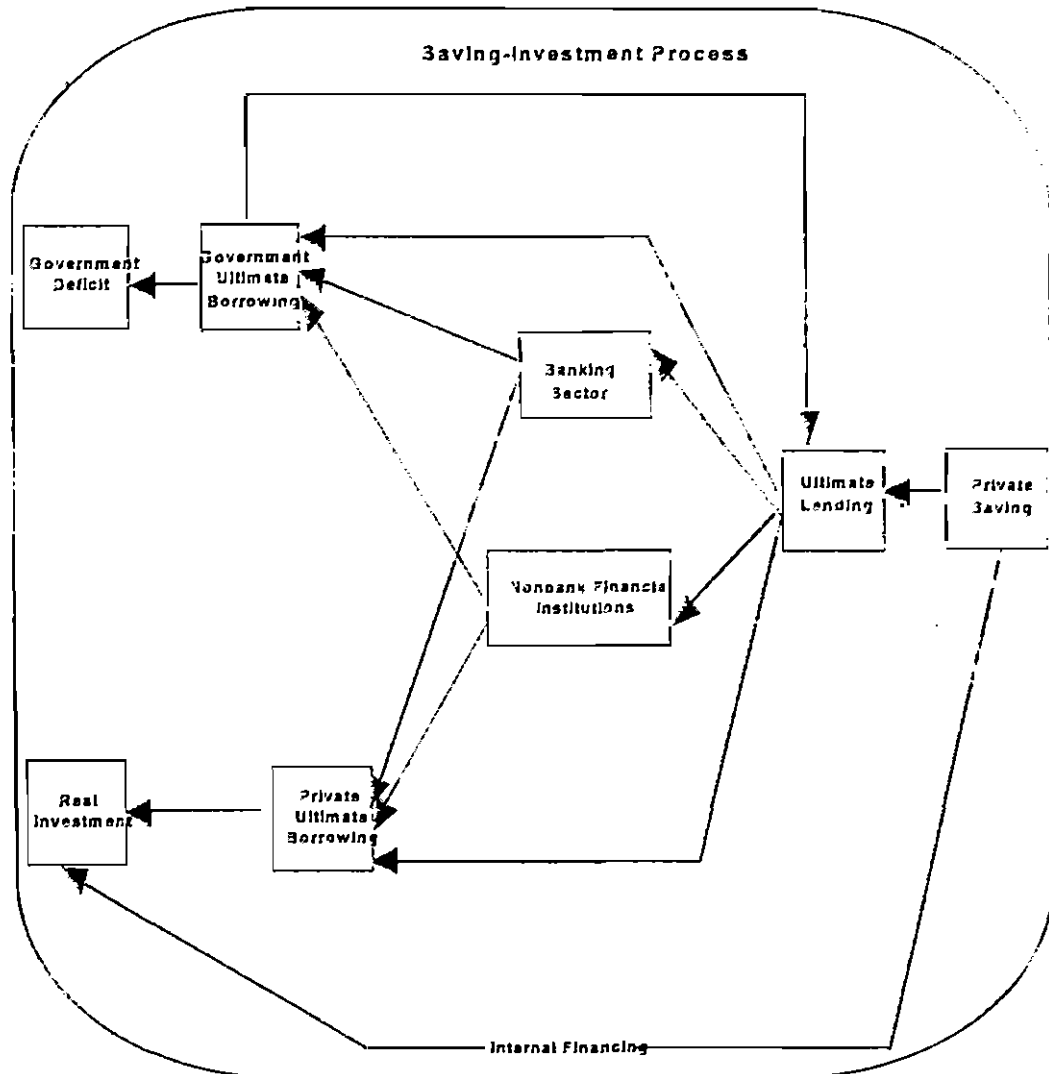 Saving-Investment Process
Government
Deficit
Government
Ultimate
Borrowing
Banking
Sector
Ultimate
Lending
Private
Saving
Nonbank Financia
Institutions
Real
Investment
Private
Ultimate
Borrowing
Internal Financing